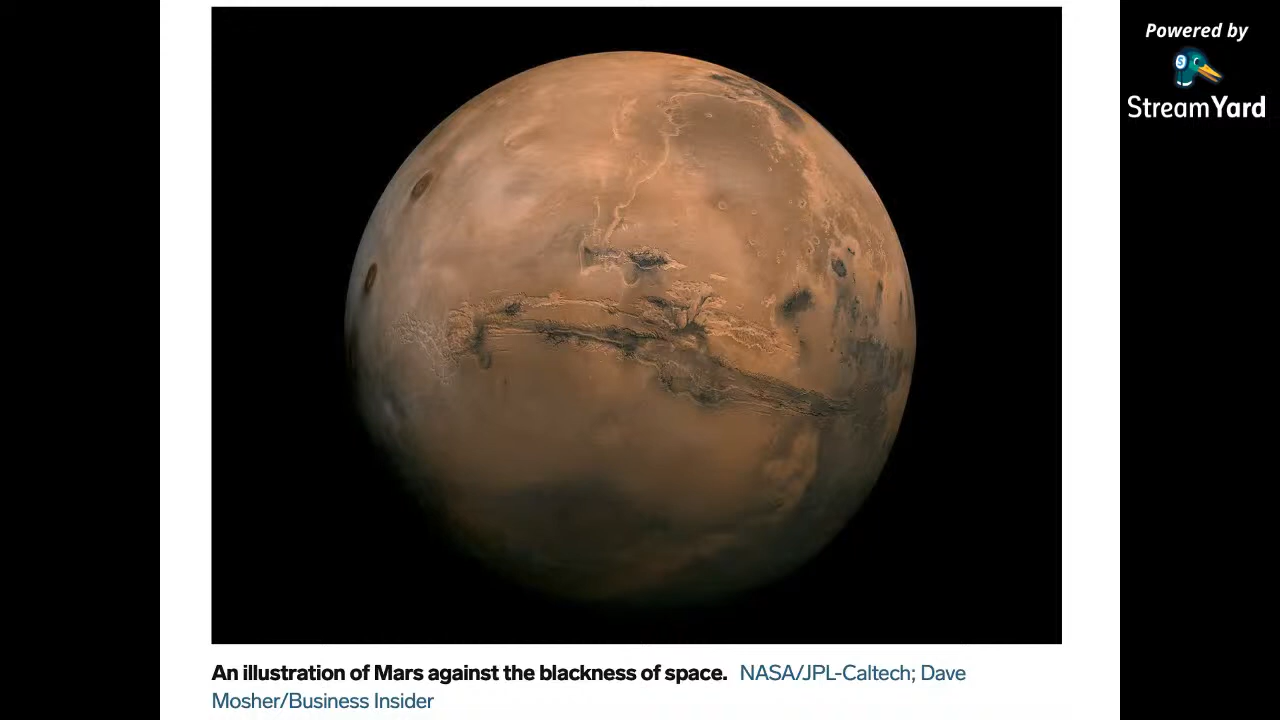 Powered by
StreamYard
An illustration of Mars against the blackness of space. NASA/JPL-Caltech; Dave
Mosher/Business Insider